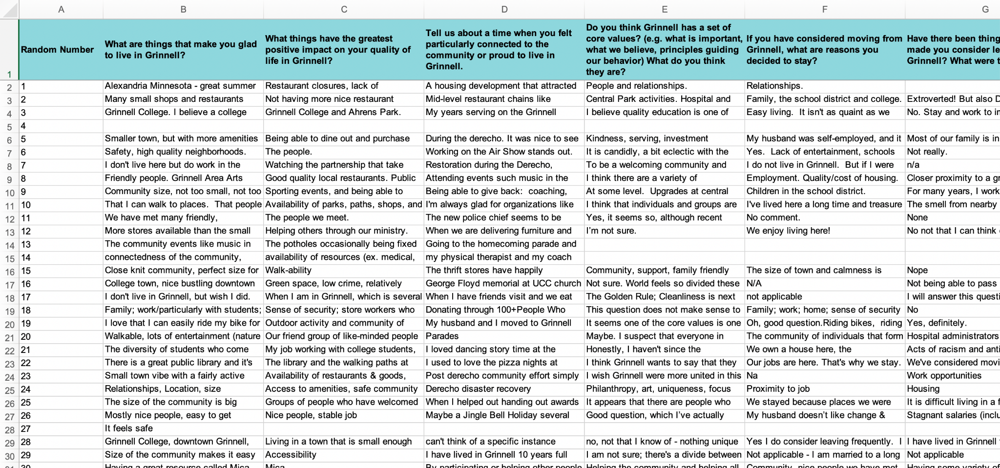 A B C D E F G
1 Random Number
What are things that make you glad
to live in Grinnell?
What things have the greatest
positive impact on your quality of
life in Grinnell?
Tell us about a time when you felt
particularly connected to the
community or proud to live in
Grinnell.
Do you think Grinnell has a set of
core values? (e.g. what is important,
what we believe, principles guiding
our behavior) What do you think
they are?
If you have considered moving from
Grinnell, what are reasons you
decided to stay?
Have there been thing
made you consider le
Grinnell? What were t
2 1 Alexandria Minnesota - great summer Restaurant closures, lack of A housing development that attracted People and relationships. Relationships.
3 2 Many small shops and restaurants Not having more nice restaurant Mid-level restaurant chains like Central Park activities. Hospital and Family, the school district and college. Extroverted! But also D
4 3 Grinnell College. I believe a college Grinnell College and Ahrens Park. My years serving on the Grinnell I believe quality education is one of Easy living.  It isn't as quaint as we No. Stay and work to in
5 4
6 5 Smaller town, but with more amenities Being able to dine out and purchase During the derecho. It was nice to see Kindness, serving, investment My husband was self-employed, and it Most of our family is in
7 6 Safety, high quality neighborhoods. The people. Working on the Air Show stands out. It is candidly, a bit eclectic with the Yes.  Lack of entertainment, schools Not really.
8 7 I don't live here but do work in the Watching the partnership that take Restoration during the Derecho, To be a welcoming community and I do not live in Grinnell.  But if I were n/a
9 8 Friendly people. Grinnell Area Arts Good quality local restaurants. Public Attending events such music in the I think there are a variety of Employment. Quality/cost of housing. Closer proximity to a gr
10 9 Community size, not too small, not too Sporting events, and being able to Being able to give back:  coaching, At some level.  Upgrades at central Children in the school district. For many years, I work
11 10 That I can walk to places.  That people Availability of parks, paths, shops, and I'm always glad for organizations like I think that individuals and groups are I've lived here a long time and treasure The smell from nearby
12 11 We have met many friendly, The people we meet. The new police chief seems to be Yes, it seems so, although recent No comment. None
13 12 More stores available than the small Helping others through our ministry. When we are delivering furniture and I'm not sure. We enjoy living here! No not that I can think
14 13 The community events like music in The potholes occasionally being fixed Going to the homecoming parade and
15 14 connectedness of the community, availability of resources (ex. medical, my physical therapist and my coach
16 15 Close knit community, perfect size for Walk-ability The thrift stores have happily Community, support, family friendly The size of town and calmness is Nope
17 16 College town, nice bustling downtown Green space, low crime, relatively George Floyd memorial at UCC church Not sure. World feels so divided these N/A Not being able to pass
18 17 I don't live in Grinnell, but wish I did. When I am in Grinnell, which is several When I have friends visit and we eat The Golden Rule; Cleanliness is next not applicable I will answer this questi
19 18 Family; work/particularly with students; Sense of security; store workers who Donating through 100+People Who This question does not make sense to Family; work; home; sense of security No
20 19 I love that I can easily ride my bike for Outdoor activity and community of My husband and I moved to Grinnell It seems one of the core values is one Oh, good question.Riding bikes,  riding Yes, definitely.
21 20 Walkable, lots of entertainment (nature Our friend group of like-minded people Parades Maybe. I suspect that everyone in The community of individuals that form Hospital administrators
22 21 The diversity of students who come My job working with college students, I loved dancing story time at the Honestly, I haven't since the We own a house here, the Acts of racism and anti
23 22 There is a great public library and it's The library and the walking paths at I used to love the pizza nights at I think Grinnell wants to say that they Our jobs are here. That's why we stay. We've considered movi
24 23 Small town vibe with a fairly active Availability of restaurants & goods, Post derecho community effort simply I wish Grinnell were more united in this Na Work opportunities
25 24 Relationships, Location, size Access to amenities, safe community Derecho disaster recovery Philanthropy, art, uniqueness, focus Proximity to job Housing
26 25 The size of the community is big Groups of people who have welcomed When I helped out handing out awards It appears that there are people who We stayed because places we were It is difficult living in a f
27 26 Mostly nice people, easy to get Nice people, stable job Maybe a Jingle Bell Holiday several Good question, which I've actually My husband doesn't like change & Stagnant salaries (inclu
28 27 It feels safe
29 28 Grinnell College, downtown Grinnell, Living in a town that is small enough can't think of a specific instance no, not that I know of - nothing unique Yes I do consider leaving frequently.  I I have lived in Grinnell
30 29 Size of the community makes it easy Accessibility I have lived in Grinnell 10 years full I am not sure; there's a divide between Not applicable - I am married to a long Not applicable
31 30 Having a great resource called Mica Mica By participating or helping other people Helping the community and helping all Community, nice people we have met Having some variety of